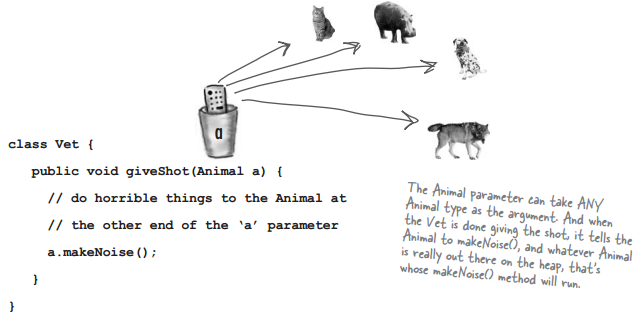 a
class Vet {
public void giveShot(Animal a) {
// do horrible things to the Animal at
// the other end of the ‘a’ parameter
a.makeNoise();
}
}
The Animal parameter can take ANY
Animal type as the argument. And when
the Vet is done giving the shot, it tells the
Animal to makeNoise(), and whatever Animal
is really out there on the heap, that's
whose makeNoise() method will run.